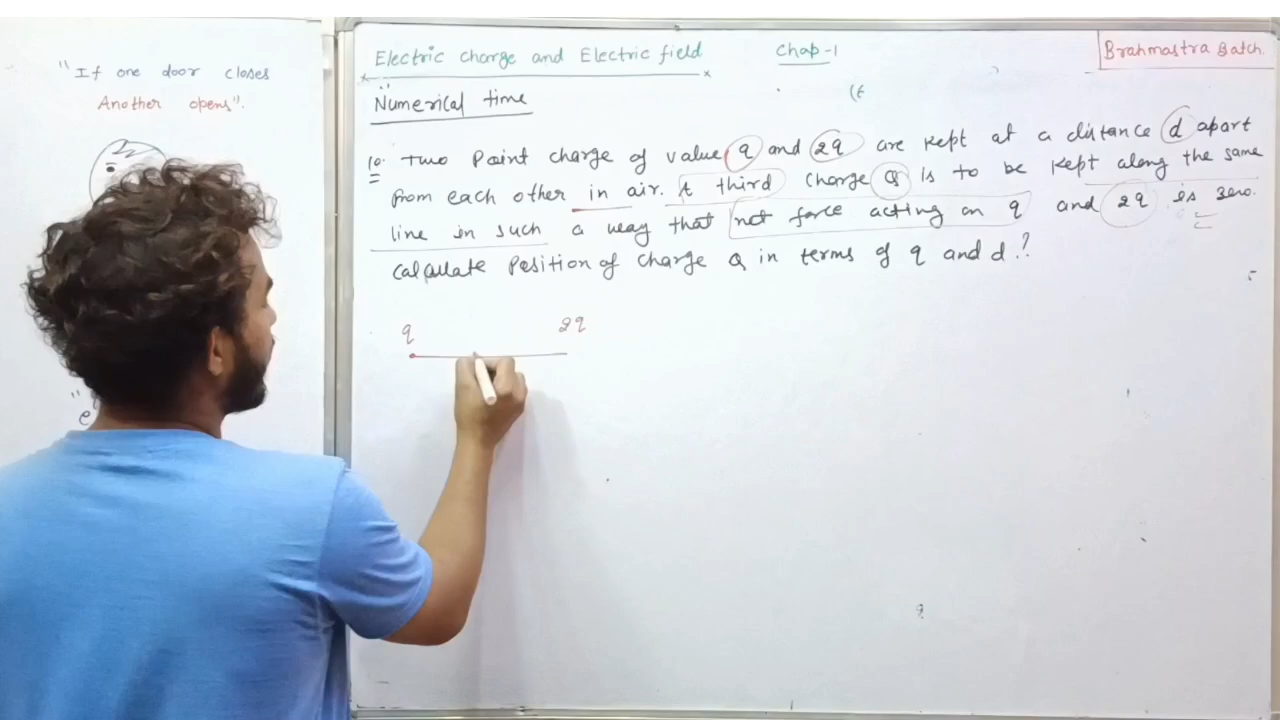 "If one door closes
Another opens".
Electric charge and Electric field Chap-1
Brahmastra Batch.
Numerical time
10. Two Point charge of value q and 2q are kept at a distance d apart
from each other in air. A third charge Q is to be kept along the same
line in such a way that net force acting on q and 2q is zero.
Calculate Position of charge Q in terms of q and d.?
q 2q